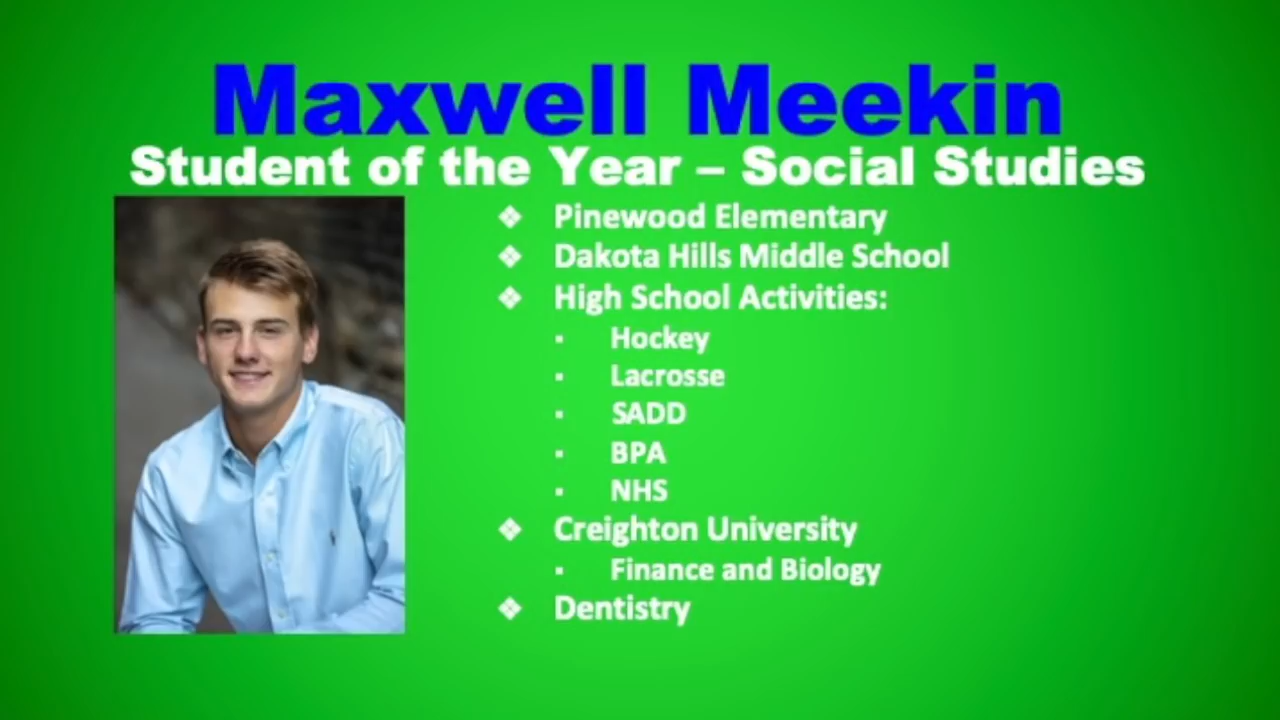 Maxwell Meekin
Student of the Year – Social Studies
❖ Pinewood Elementary
❖ Dakota Hills Middle School
❖ High School Activities:
▪ Hockey
▪ Lacrosse
▪ SADD
▪ BPA
▪ NHS
❖ Creighton University
▪ Finance and Biology
❖ Dentistry